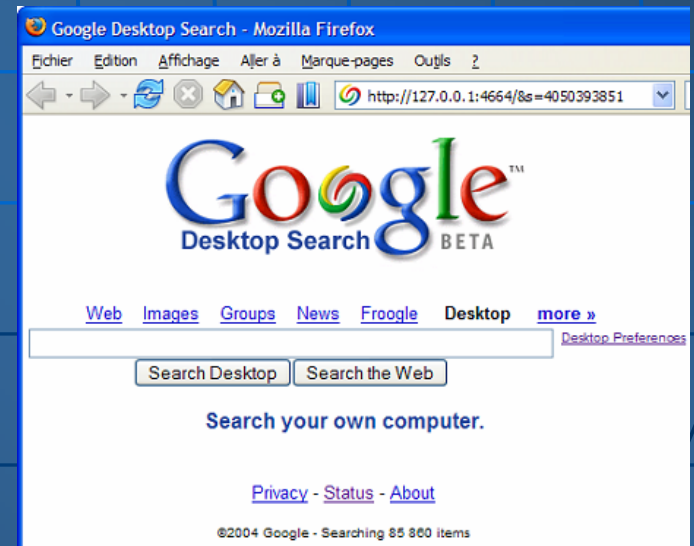 Google Desktop Search - Mozilla Firefox
Fichier Edition Affichage Aller à Marque-pages Outils ?
http://127.0.0.1:4664/&s=4050393851
Google™
Desktop Search BETA
Web Images Groups News Froogle Desktop more »
Desktop Preferences
Search Desktop Search the Web
Search your own computer.
Privacy - Status - About
©2004 Google - Searching 85 860 items